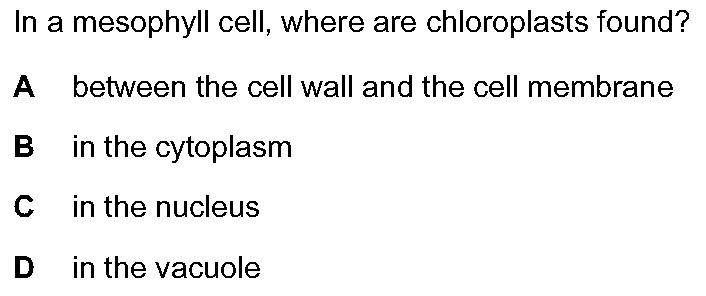 In a mesophyll cell, where are chloroplasts found?
A between the cell wall and the cell membrane
B in the cytoplasm
C in the nucleus
D in the vacuole